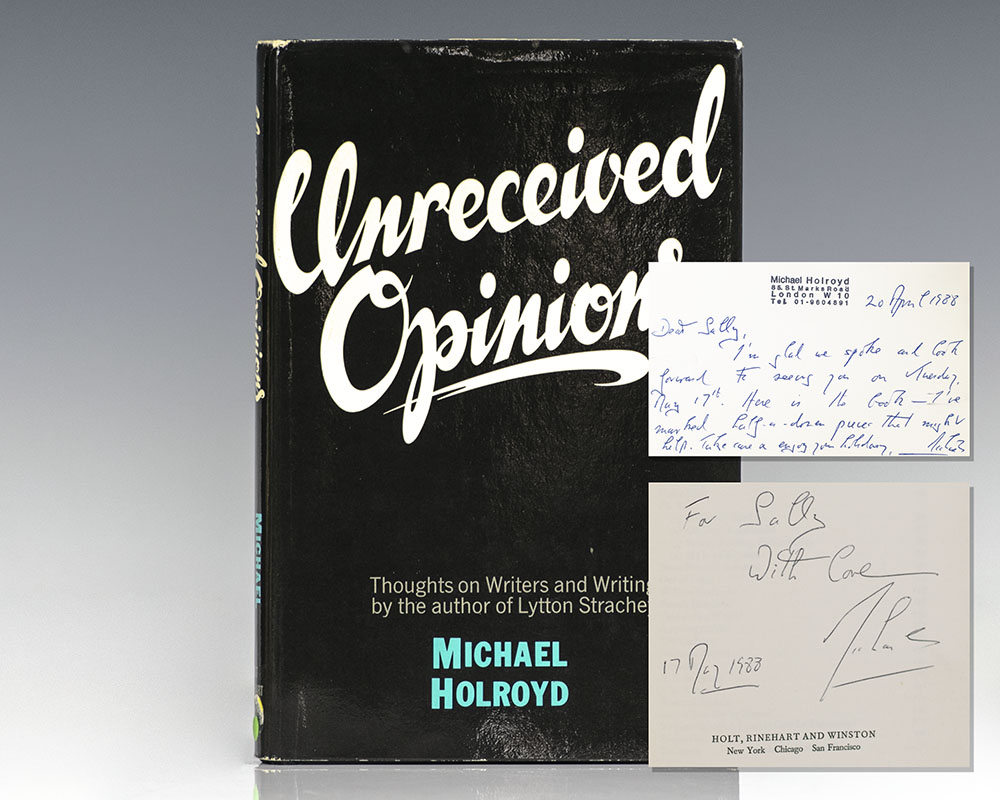 Unreceived
Opinion
Thoughts on Writers and Writing
by the author of Lytton Strache
MICHAEL
HOLROYD
MICHAEL
Michael Holroyd
85 St. Marks Road
London W 10
Tel. 01-9604891
20 April 1988
Dear Sally,
I'm glad we spoke and look
forward to seeing you on Tuesday,
May 17th. Here is the book – I've
marked half-a-dozen pieces that might
help. Take care & enjoy your holiday,
For Sally
With Love
17 May 1988
HOLT, RINEHART AND WINSTON
New York Chicago San Francisco